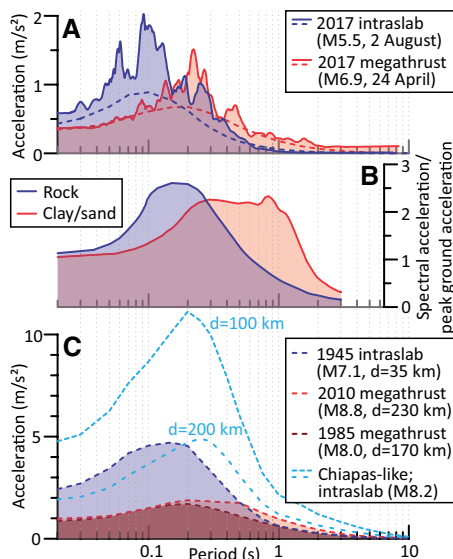 A
Acceleration (m/s²)
2
1
0
2017 intraslab
(M5.5, 2 August)
2017 megathrust
(M6.9, 24 April)
B
Rock
Clay/sand
3
2
1
0
Spectral acceleration/
peak ground acceleration
C
Acceleration (m/s²)
10
5
0
d=100 km
d=200 km
1945 intraslab
(M7.1, d=35 km)
2010 megathrust
(M8.8, d=230 km)
1985 megathrust
(M8.0, d=170 km)
Chiapas-like;
intraslab (M8.2)
0.1
1
10
Period (s)